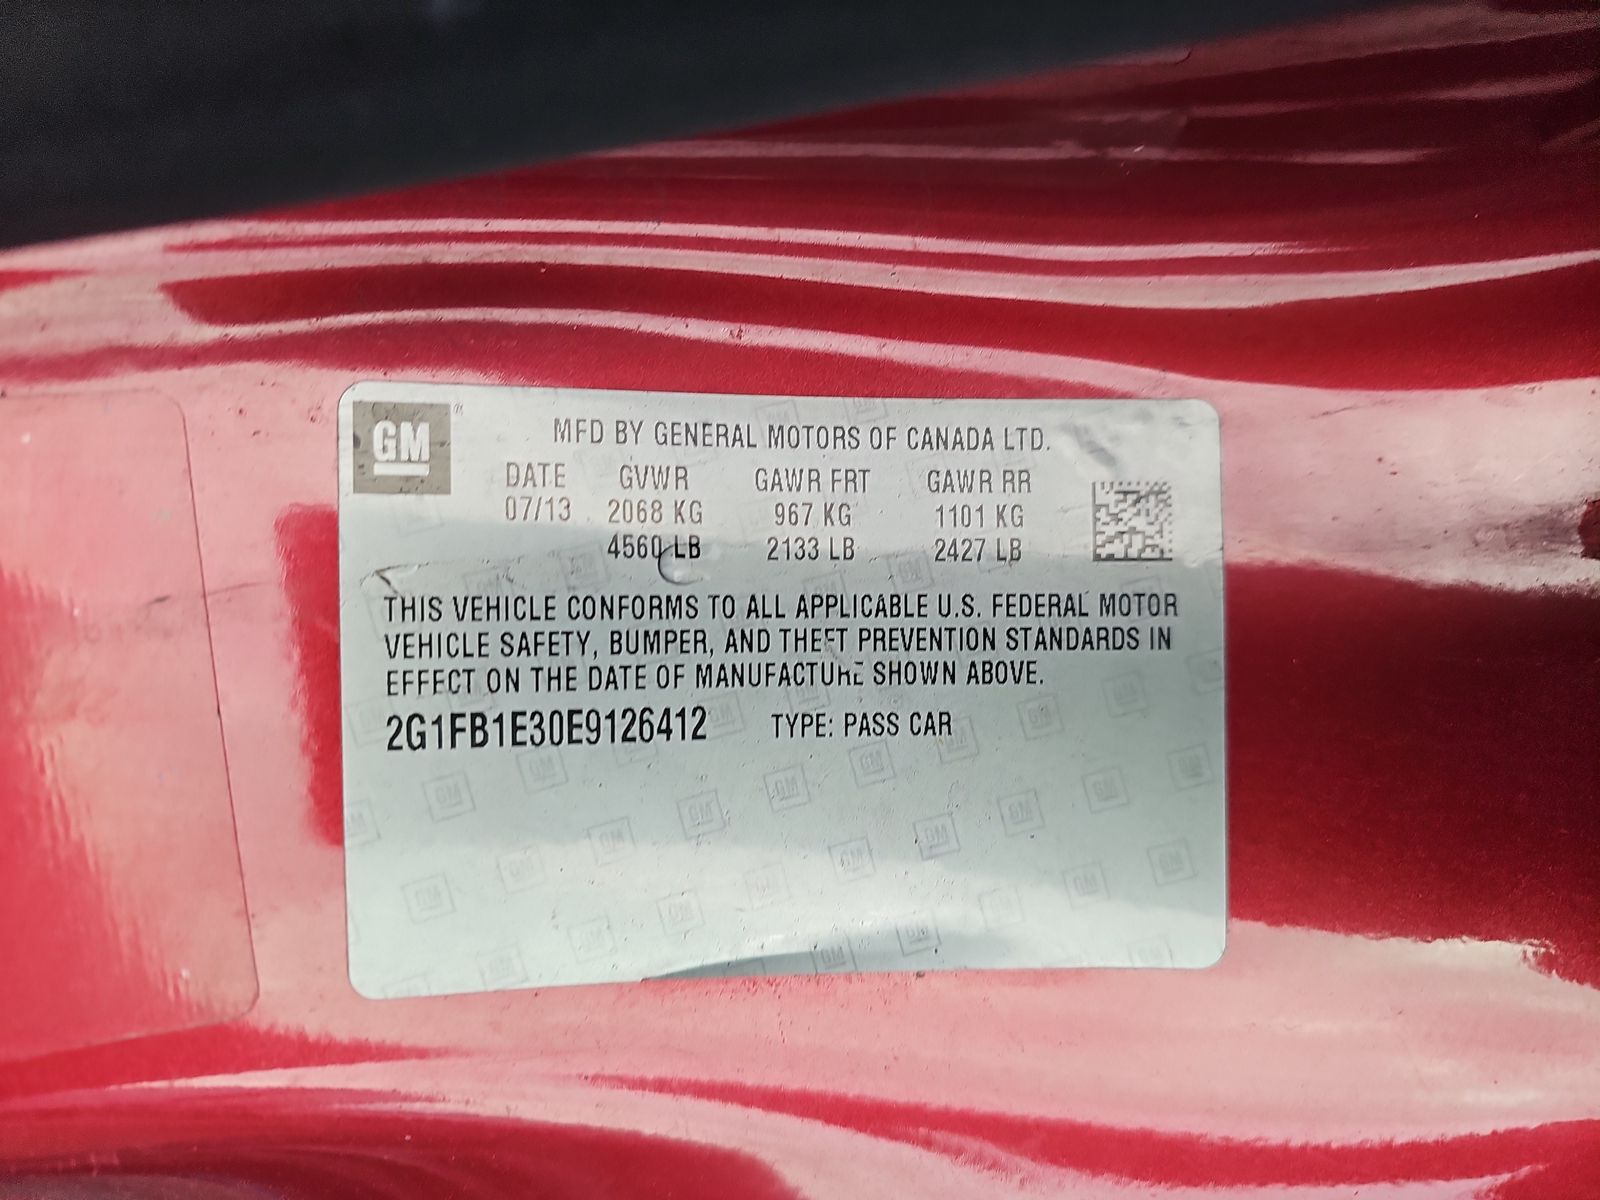 GM
MFD BY GENERAL MOTORS OF CANADA LTD.
DATE GVWR GAWR FRT GAWR RR
07/13 2068 KG 967 KG 1101 KG
4560 LB 2133 LB 2427 LB
THIS VEHICLE CONFORMS TO ALL APPLICABLE U.S. FEDERAL MOTOR
VEHICLE SAFETY, BUMPER, AND THEFT PREVENTION STANDARDS IN
EFFECT ON THE DATE OF MANUFACTURE SHOWN ABOVE.
2G1FB1E30E9126412 TYPE: PASS CAR